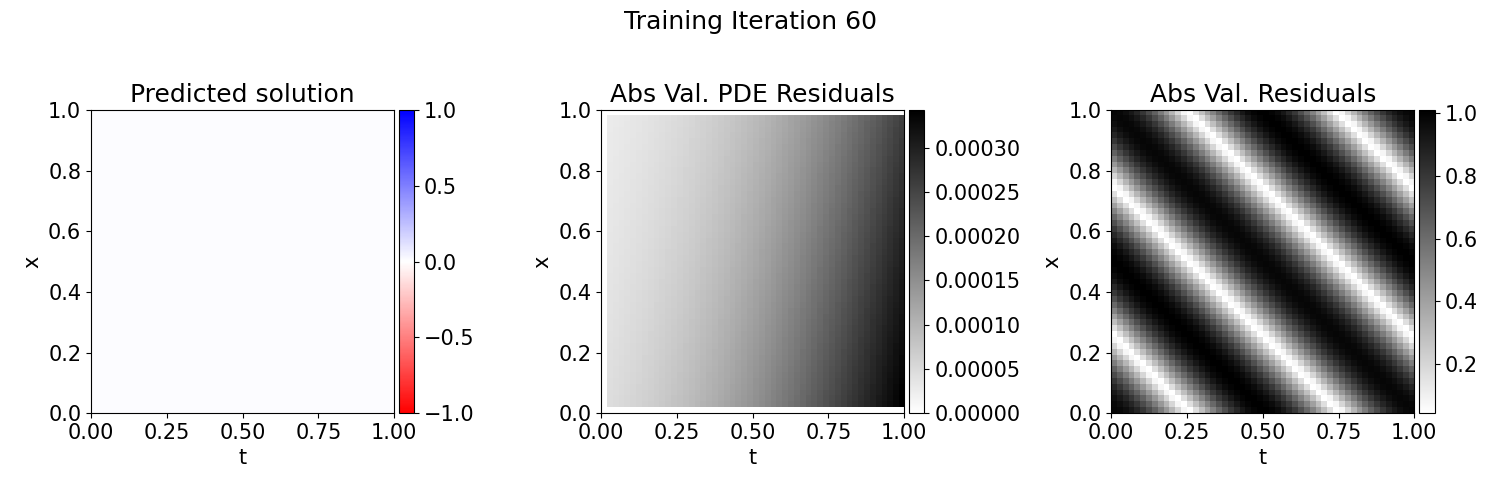 Training Iteration 60
Predicted solution
1.0
0.8
0.6
0.4
0.2
0.0
x
0.00 0.25 0.50 0.75 1.00
t
1.0
0.5
0.0
−0.5
−1.0
Abs Val. PDE Residuals
1.0
0.8
0.6
0.4
0.2
0.0
x
0.00 0.25 0.50 0.75 1.00
t
0.00030
0.00025
0.00020
0.00015
0.00010
0.00005
0.00000
Abs Val. Residuals
1.0
0.8
0.6
0.4
0.2
0.0
x
0.00 0.25 0.50 0.75 1.00
t
1.0
0.8
0.6
0.4
0.2